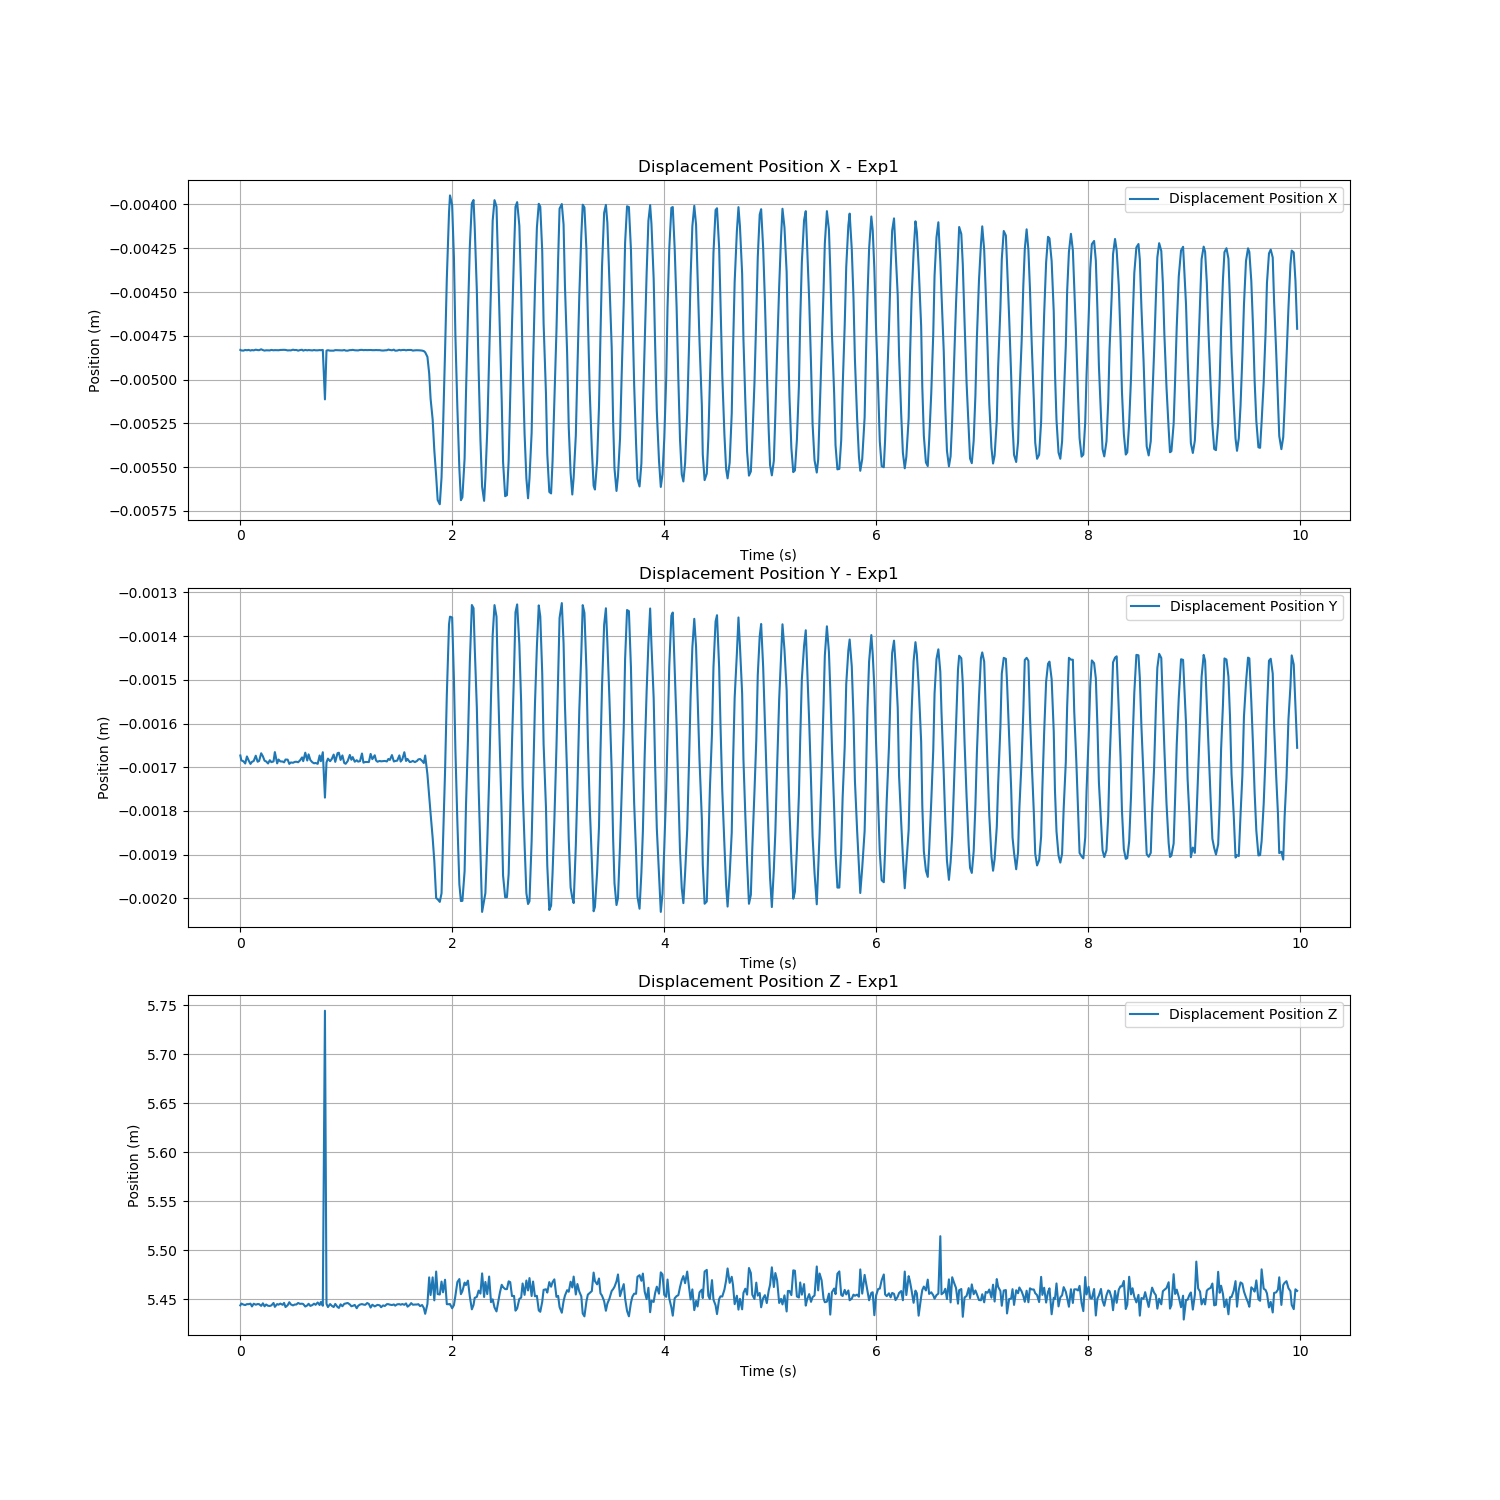 Displacement Position X - Exp1
Displacement Position X
−0.00400
−0.00425
−0.00450
−0.00475
−0.00500
−0.00525
−0.00550
−0.00575
Position (m)
0 2 4 6 8 10
Time (s)
Displacement Position Y - Exp1
Displacement Position Y
−0.0013
−0.0014
−0.0015
−0.0016
−0.0017
−0.0018
−0.0019
−0.0020
Position (m)
0 2 4 6 8 10
Time (s)
Displacement Position Z - Exp1
Displacement Position Z
5.75
5.70
5.65
5.60
5.55
5.50
5.45
Position (m)
0 2 4 6 8 10
Time (s)